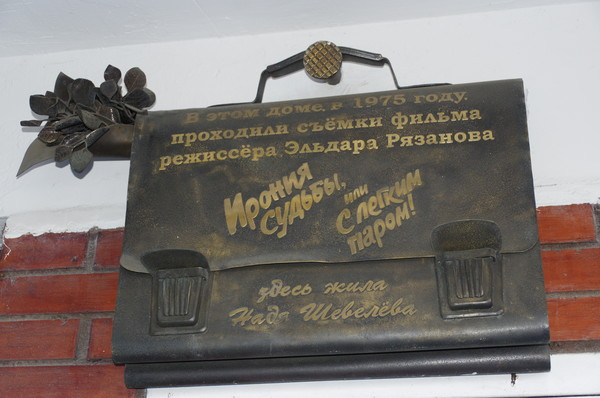 В этом доме, в 1975 году,
проходили съёмки фильма
режиссёра Эльдара Рязанова
Ирония
судьбы,
или
С легким
паром!
здесь жила
Надя Шевелёва